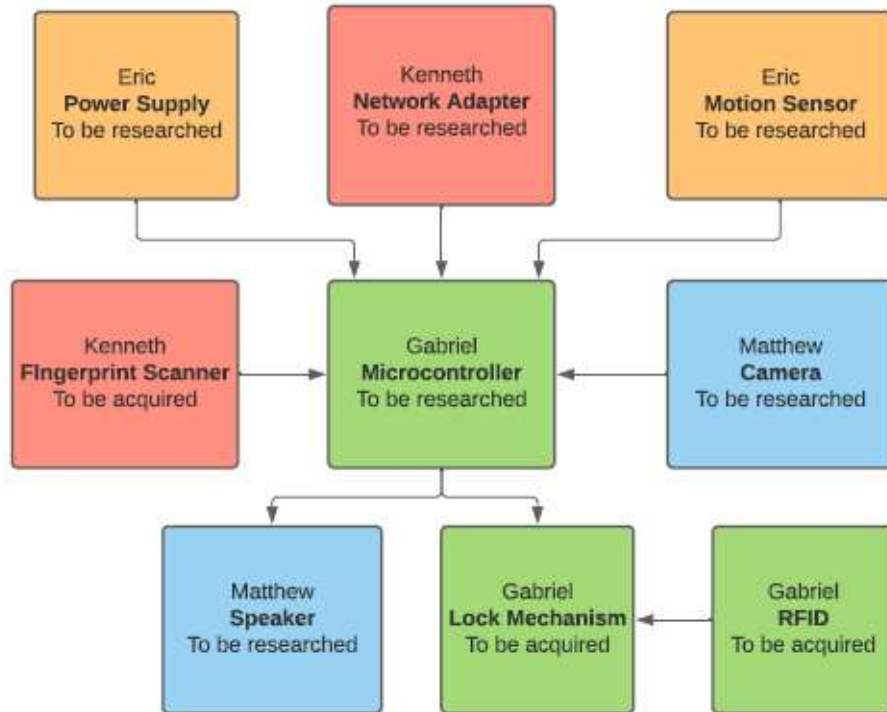 Eric
Power Supply
To be researched
Kenneth
Network Adapter
To be researched
Eric
Motion Sensor
To be researched
Kenneth
FIngerprint Scanner
To be acquired
Gabriel
Microcontroller
To be researched
Matthew
Camera
To be researched
Matthew
Speaker
To be researched
Gabriel
Lock Mechanism
To be acquired
Gabriel
RFID
To be acquired